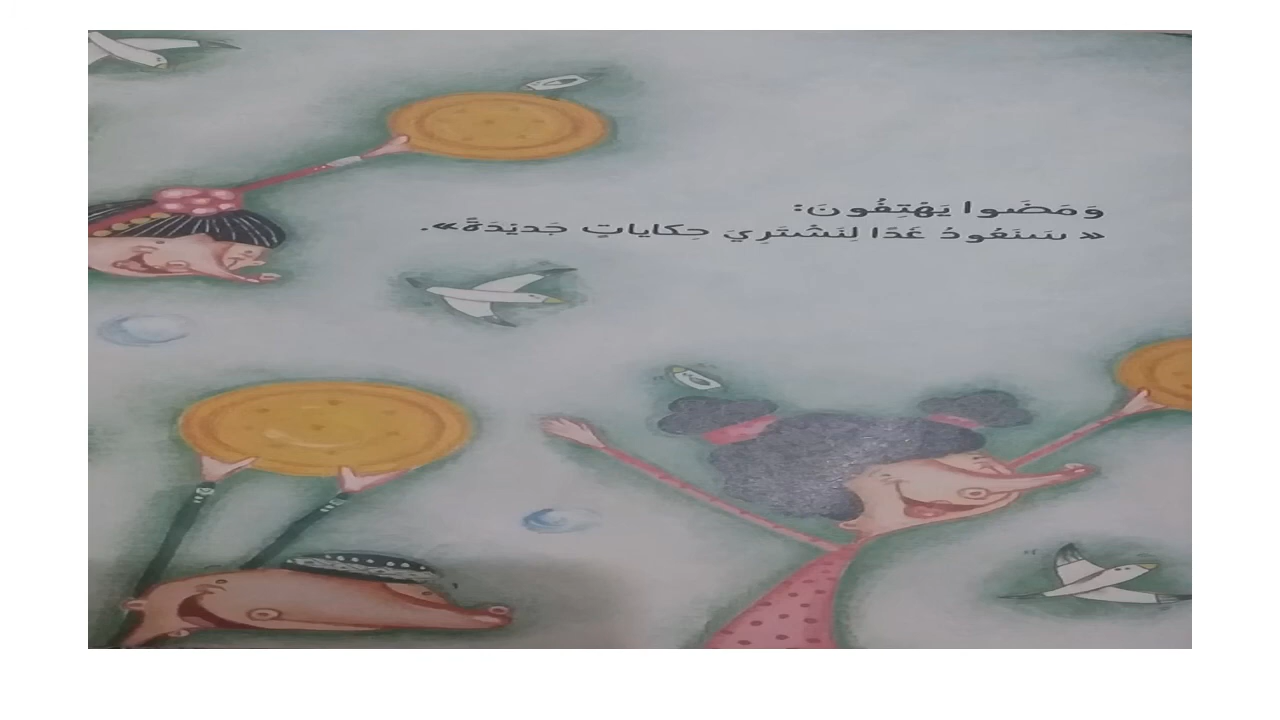 وَمَضَوا يَهْتِفُونَ:
«سَنَعُودُ غَدًا لِنَشْتَرِيَ حِكاياتٍ جَديدَةً».